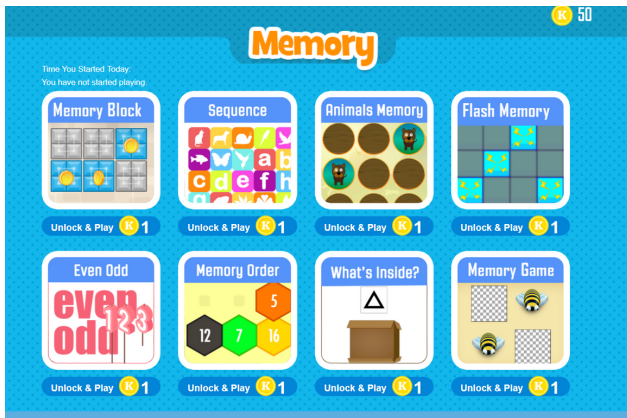 K 50
Memory
Time You Started Today:
You have not started playing.
Memory Block
Sequence
Animals Memory
Flash Memory
a b
c d e f h
Unlock & Play K 1
Unlock & Play K 1
Unlock & Play K 1
Unlock & Play K 1
Even Odd
Memory Order
What's Inside?
Memory Game
even
odd
123
5
12 7 16
Unlock & Play K 1
Unlock & Play K 1
Unlock & Play K 1
Unlock & Play K 1